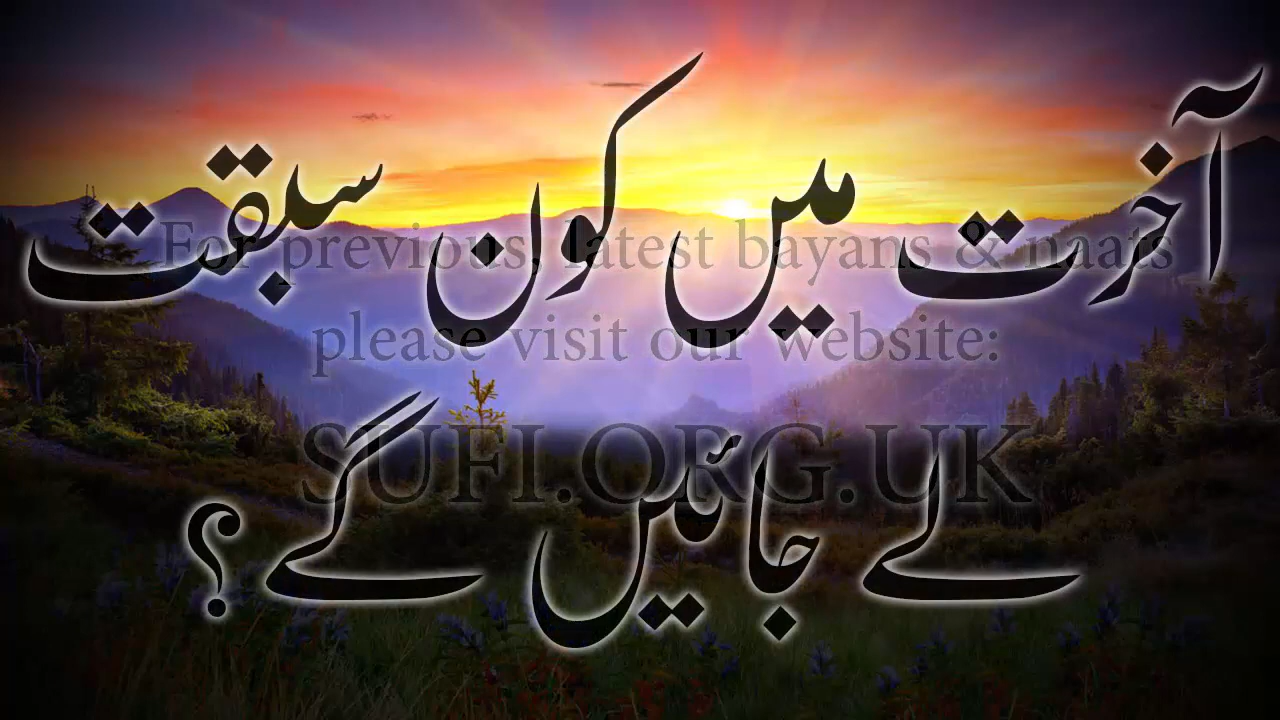 آخرت میں کون سبقت
For previous, latest bayans & naats
please visit our website:
SUFI.ORG.UK
لے جائیں گے؟